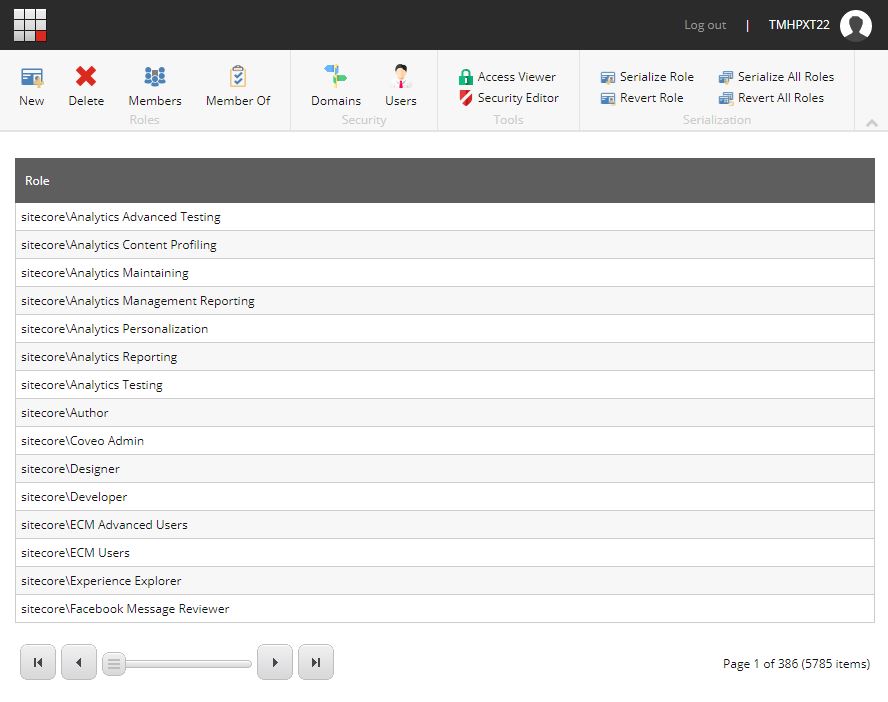 Log out | TMHPXT22
New Delete Members Member Of Domains Users Access Viewer Serialize Role Serialize All Roles
Security Editor Revert Role Revert All Roles
Roles Security Tools Serialization
Role
sitecore\Analytics Advanced Testing
sitecore\Analytics Content Profiling
sitecore\Analytics Maintaining
sitecore\Analytics Management Reporting
sitecore\Analytics Personalization
sitecore\Analytics Reporting
sitecore\Analytics Testing
sitecore\Author
sitecore\Coveo Admin
sitecore\Designer
sitecore\Developer
sitecore\ECM Advanced Users
sitecore\ECM Users
sitecore\Experience Explorer
sitecore\Facebook Message Reviewer
Page 1 of 386 (5785 items)